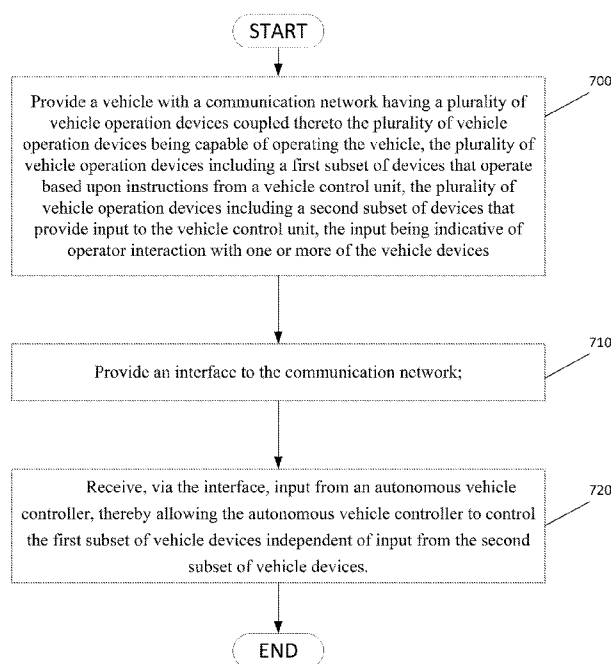 START
700
Provide a vehicle with a communication network having a plurality of
vehicle operation devices coupled thereto the plurality of vehicle
operation devices being capable of operating the vehicle, the plurality
of vehicle operation devices including a first subset of devices that operate
based upon instructions from a vehicle control unit, the plurality of
vehicle operation devices including a second subset of devices that
provide input to the vehicle control unit, the input being indicative of
operator interaction with one or more of the vehicle devices
710
Provide an interface to the communication network;
720
Receive, via the interface, input from an autonomous vehicle
controller, thereby allowing the autonomous vehicle controller to control
the first subset of vehicle devices independent of input from the second
subset of vehicle devices.
END